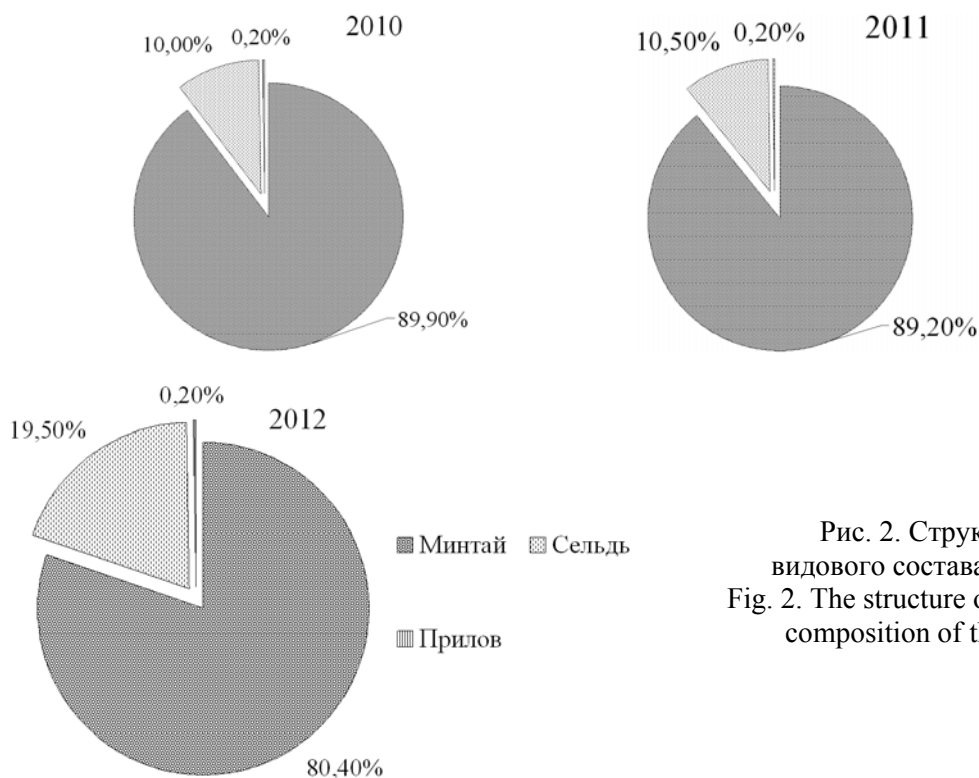 2010
10,00% 0,20%
89,90%
2011
10,50% 0,20%
89,20%
2012
19,50% 0,20%
80,40%
Минтай Сельдь
Прилов
Рис. 2.
видового состава
Fig. 2. The structure
composition of